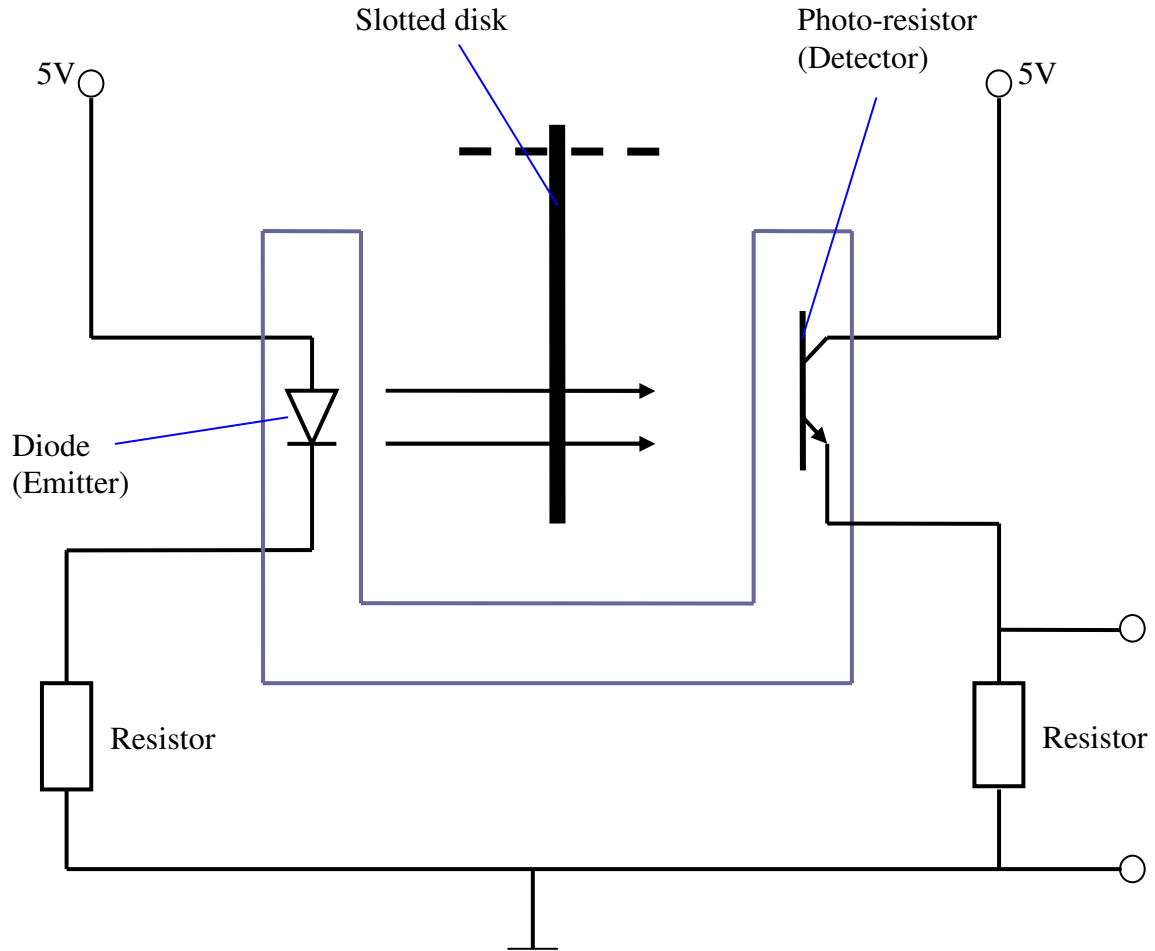 Slotted disk
Photo-resistor
(Detector)
5V
5V
Diode
(Emitter)
Resistor
Resistor